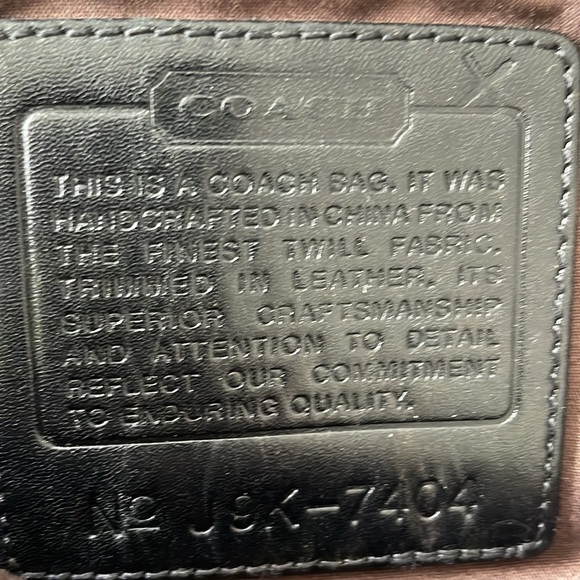 COACH
THIS IS A COACH BAG. IT WAS
HANDCRAFTED IN CHINA FROM
THE FINEST TWILL FABRIC.
TRIMMED IN LEATHER. ITS
SUPERIOR CRAFTSMANSHIP
AND ATTENTION TO DETAIL
REFLECT OUR COMMITMENT
TO ENDURING QUALITY.
Nº J9K-7404